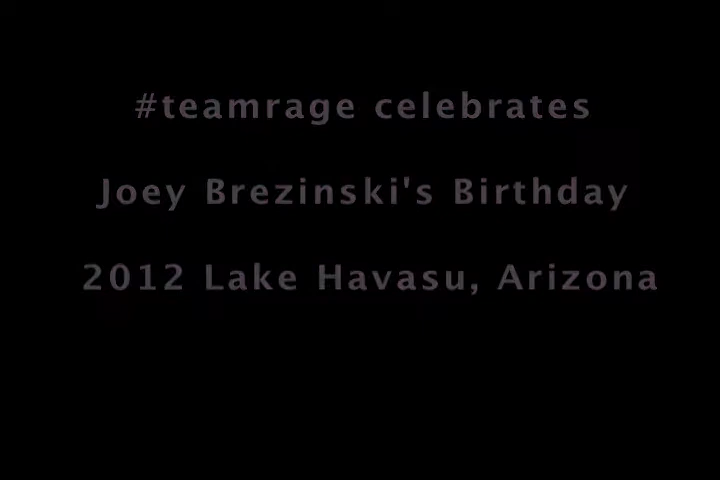 #teamrage celebrates
Joey Brezinski's Birthday
2012 Lake Havasu, Arizona